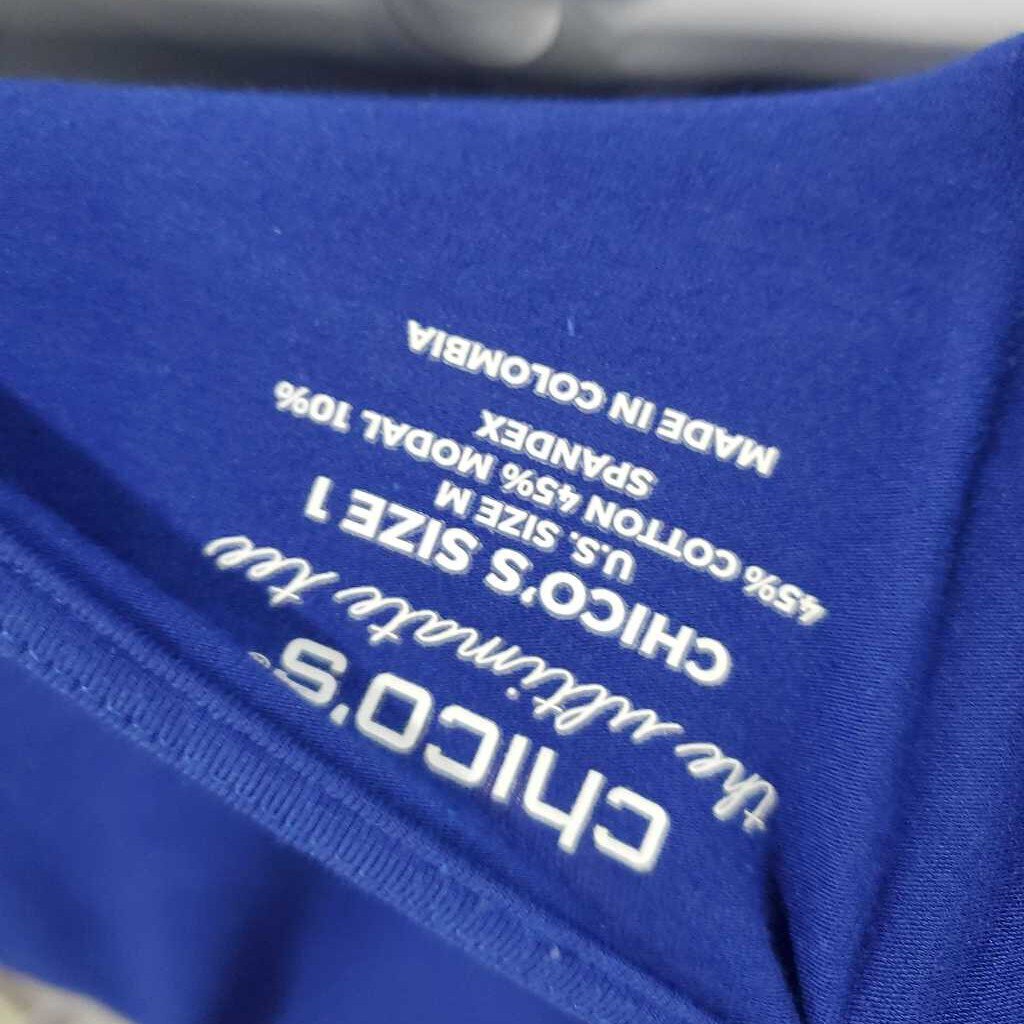 chico's®
the ultimate tee
CHICO'S SIZE 1
U.S. SIZE M
45% COTTON 45% MODAL 10%
SPANDEX
MADE IN COLOMBIA